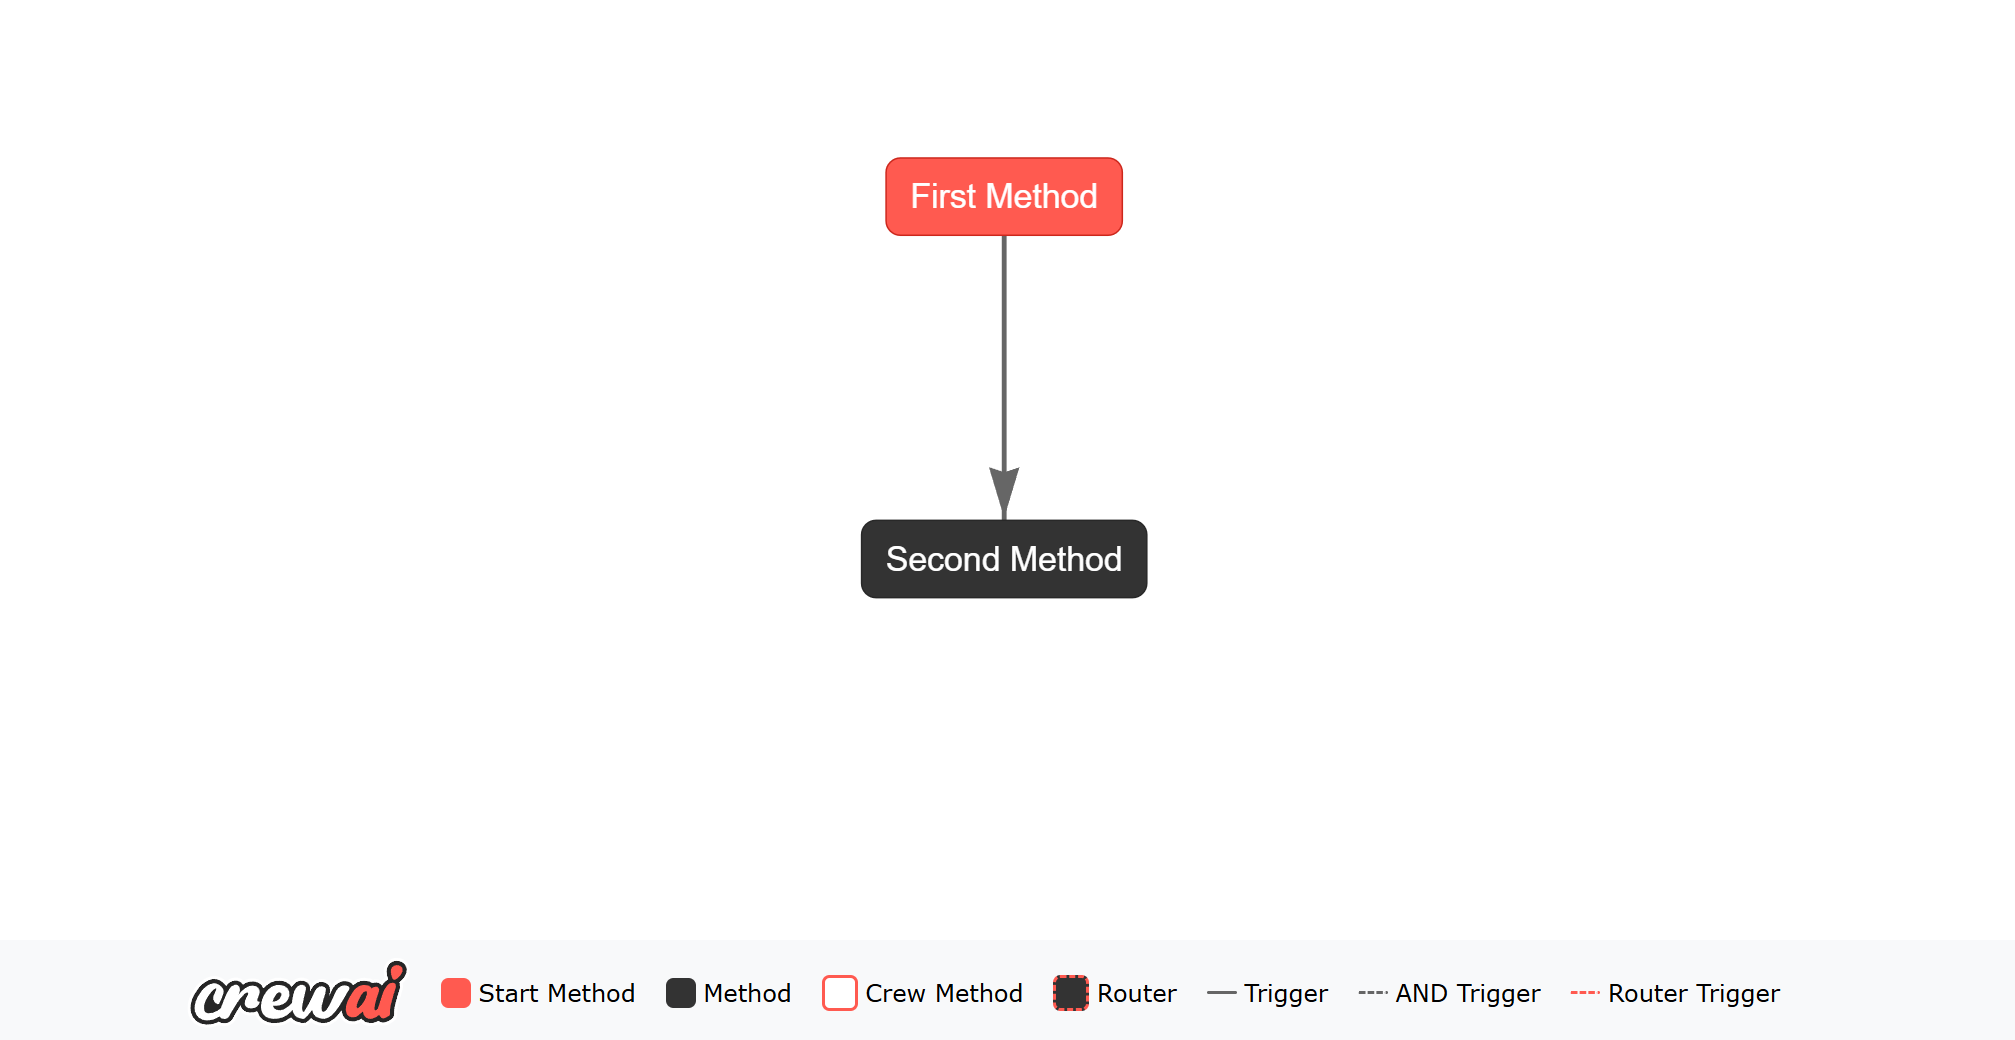 First Method
Second Method
crewai
Start Method
Method
Crew Method
Router
Trigger
AND Trigger
Router Trigger